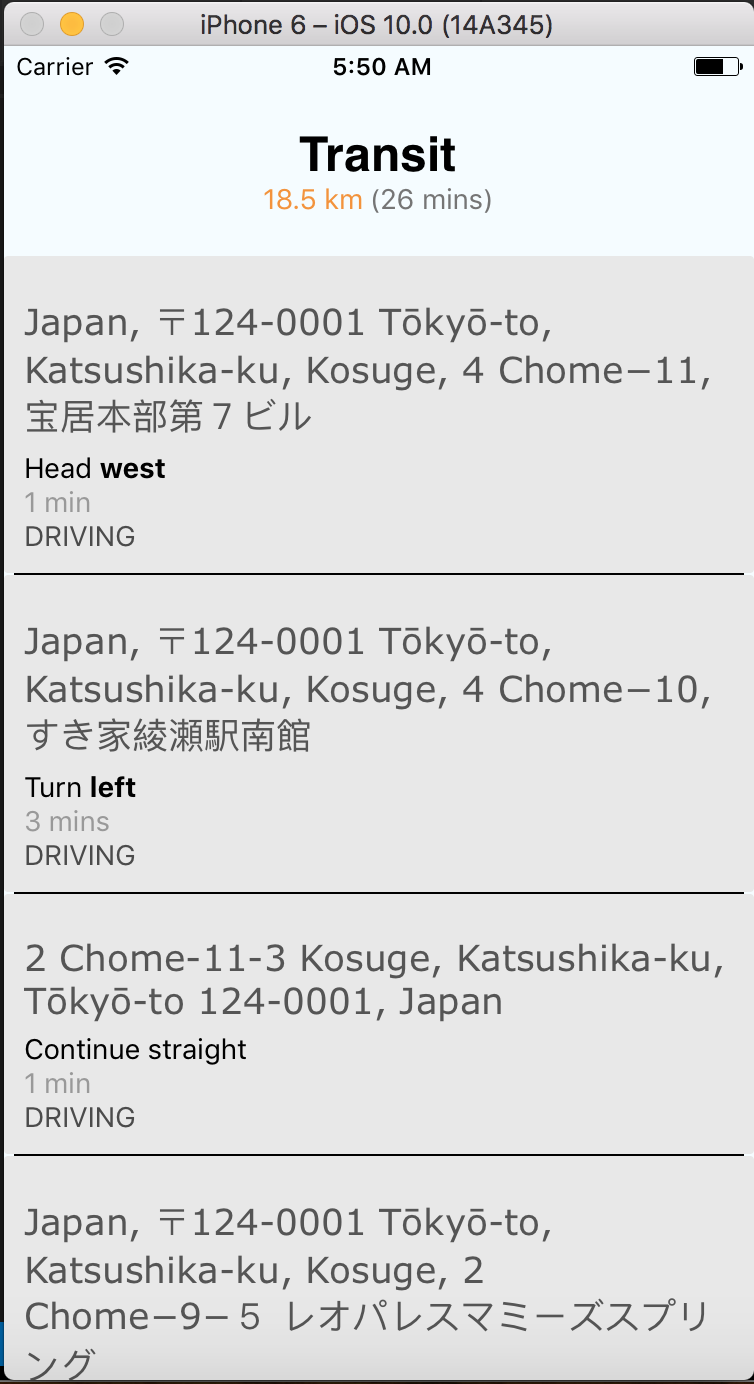 iPhone 6 – iOS 10.0 (14A345)
Carrier 5:50 AM
Transit
18.5 km (26 mins)
Japan, 〒124-0001 Tōkyō-to,
Katsushika-ku, Kosuge, 4 Chome−11,
宝居本部第７ビル
Head west
1 min
DRIVING
Japan, 〒124-0001 Tōkyō-to,
Katsushika-ku, Kosuge, 4 Chome−10,
すき家綾瀬駅南館
Turn left
3 mins
DRIVING
2 Chome-11-3 Kosuge, Katsushika-ku,
Tōkyō-to 124-0001, Japan
Continue straight
1 min
DRIVING
Japan, 〒124-0001 Tōkyō-to,
Katsushika-ku, Kosuge, 2
Chome−9−５ レオパレスマミーズスプリ
ング